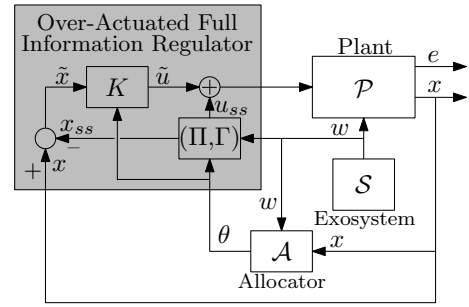 Over-Actuated Full
Information Regulator
Plant
x̃
K
ũ
+
e
x
P
u_ss
x_ss
−
(Π,Γ)
w
+
x
S
Exosystem
w
θ
A
x
Allocator